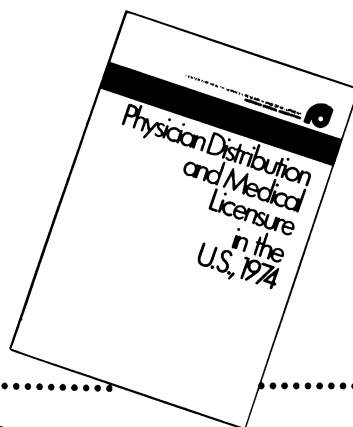 Physician Distribution
and Medical
Licensure
in the
U.S., 1974